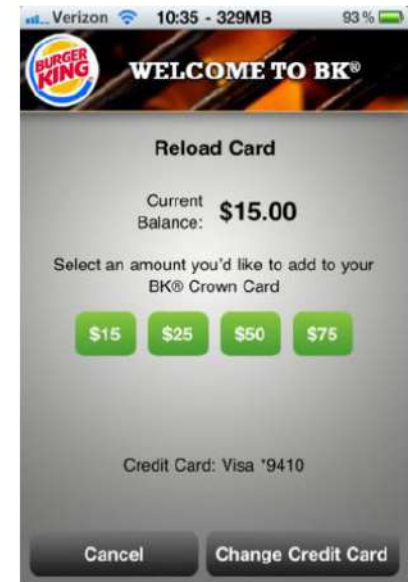 Verizon 10:35 - 329MB 93 %
BURGER
KING
WELCOME TO BK®
Reload Card
Current
Balance: $15.00
Select an amount you'd like to add to your
BK® Crown Card
$15 $25 $50 $75
Credit Card: Visa *9410
Cancel Change Credit Card